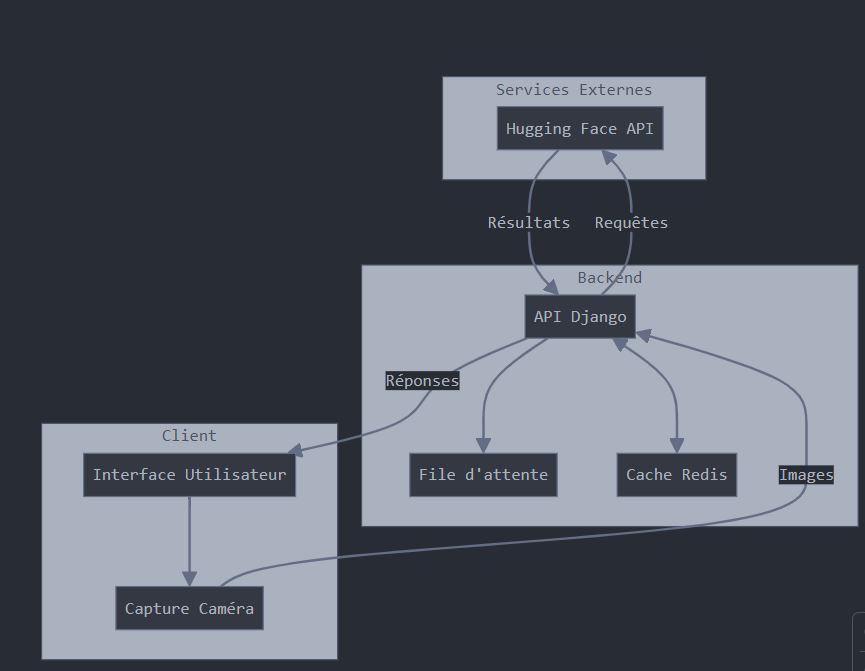 Services Externes
Hugging Face API
Résultats
Requêtes
Backend
API Django
Réponses
Client
Interface Utilisateur
File d'attente
Cache Redis
Images
Capture Caméra